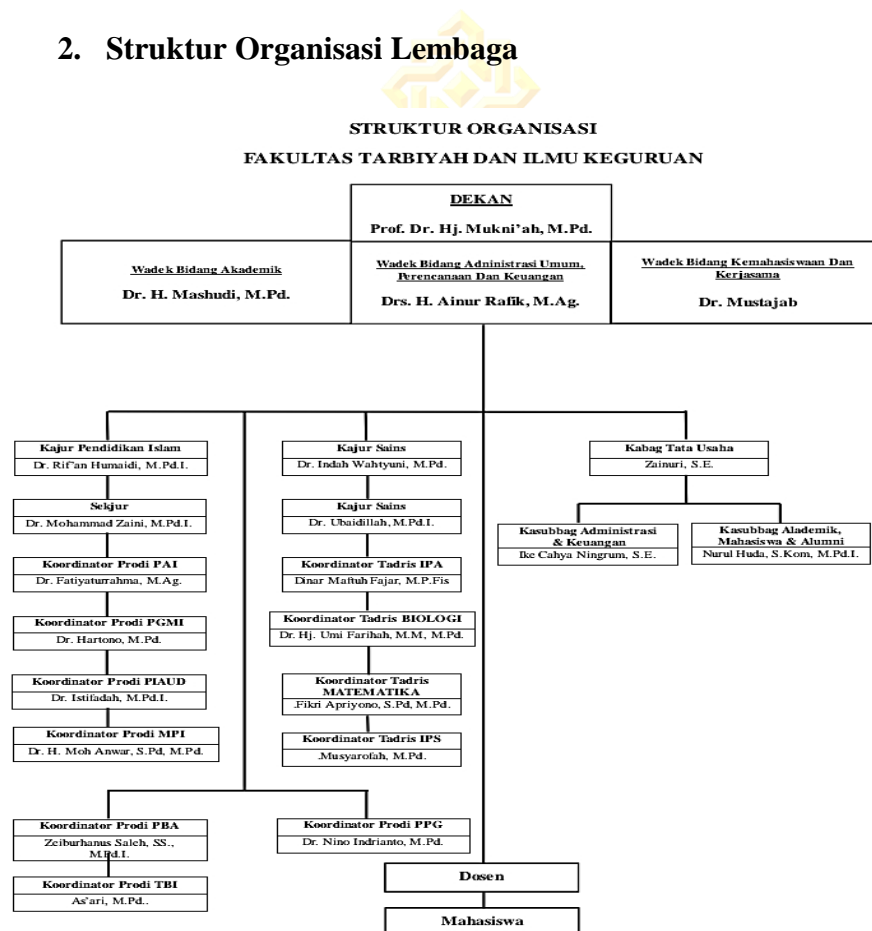 2. Struktur Organisasi Lembaga
STRUKTUR ORGANISASI
FAKULTAS TARBIYAH DAN ILMU KEGURUAN
DEKAN
Prof. Dr. Hj. Mukni'ah, M.Pd.
Wadek Bidang Akademik
Dr. H. Mashudi, M.Pd.
Wadek Bidang Adninistrasi Umum,
Perencanaan Dan Keuangan
Drs. H. Ainur Rafik, M.Ag.
Wadek Bidang Kemahasiswaan Dan
Kerjasama
Dr. Mustajab
Kajur Pendidikan Islam
Dr. Rif'an Humaidi, M.Pd.I.
Sekjur
Dr. Mohammad Zaini, M.Pd.I.
Koordinator Prodi PAI
Dr. Fatiyaturrahma, M.Ag.
Koordinator Prodi PGMI
Dr. Hartono, M.Pd.
Koordinator Prodi PIAUD
Dr. Istifadah, M.Pd.I.
Koordinator Prodi MPI
Dr. H. Moh Anwar, S.Pd, M.Pd.
Kajur Sains
Dr. Indah Wahtyuni, M.Pd.
Kajur Sains
Dr. Ubaidillah, M.Pd.I.
Koordinator Tadris IPA
Dinar Maftuh Fajar, M.P.Fis
Koordinator Tadris BIOLOGI
Dr. Hj. Umi Farihah, M.M, M.Pd.
Koordinator Tadris
MATEMATIKA
.Fikri Apriyono, S.Pd, M.Pd.
Koordinator Tadris IPS
.Musyarofah, M.Pd.
Kabag Tata Usaha
Zainuri, S.E.
Kasubbag Administrasi
& Keuangan
Ike Cahya Ningrum, S.E.
Kasubbag Alademik,
Mahasiswa & Alumni
Nurul Huda, S.Kom, M.Pd.I.
Koordinator Prodi PBA
Zeiburhanus Saleh, SS.,
M.Pd.I.
Koordinator Prodi TBI
As'ari, M.Pd..
Koordinator Prodi PPG
Dr. Nino Indrianto, M.Pd.
Dosen
Mahasiswa